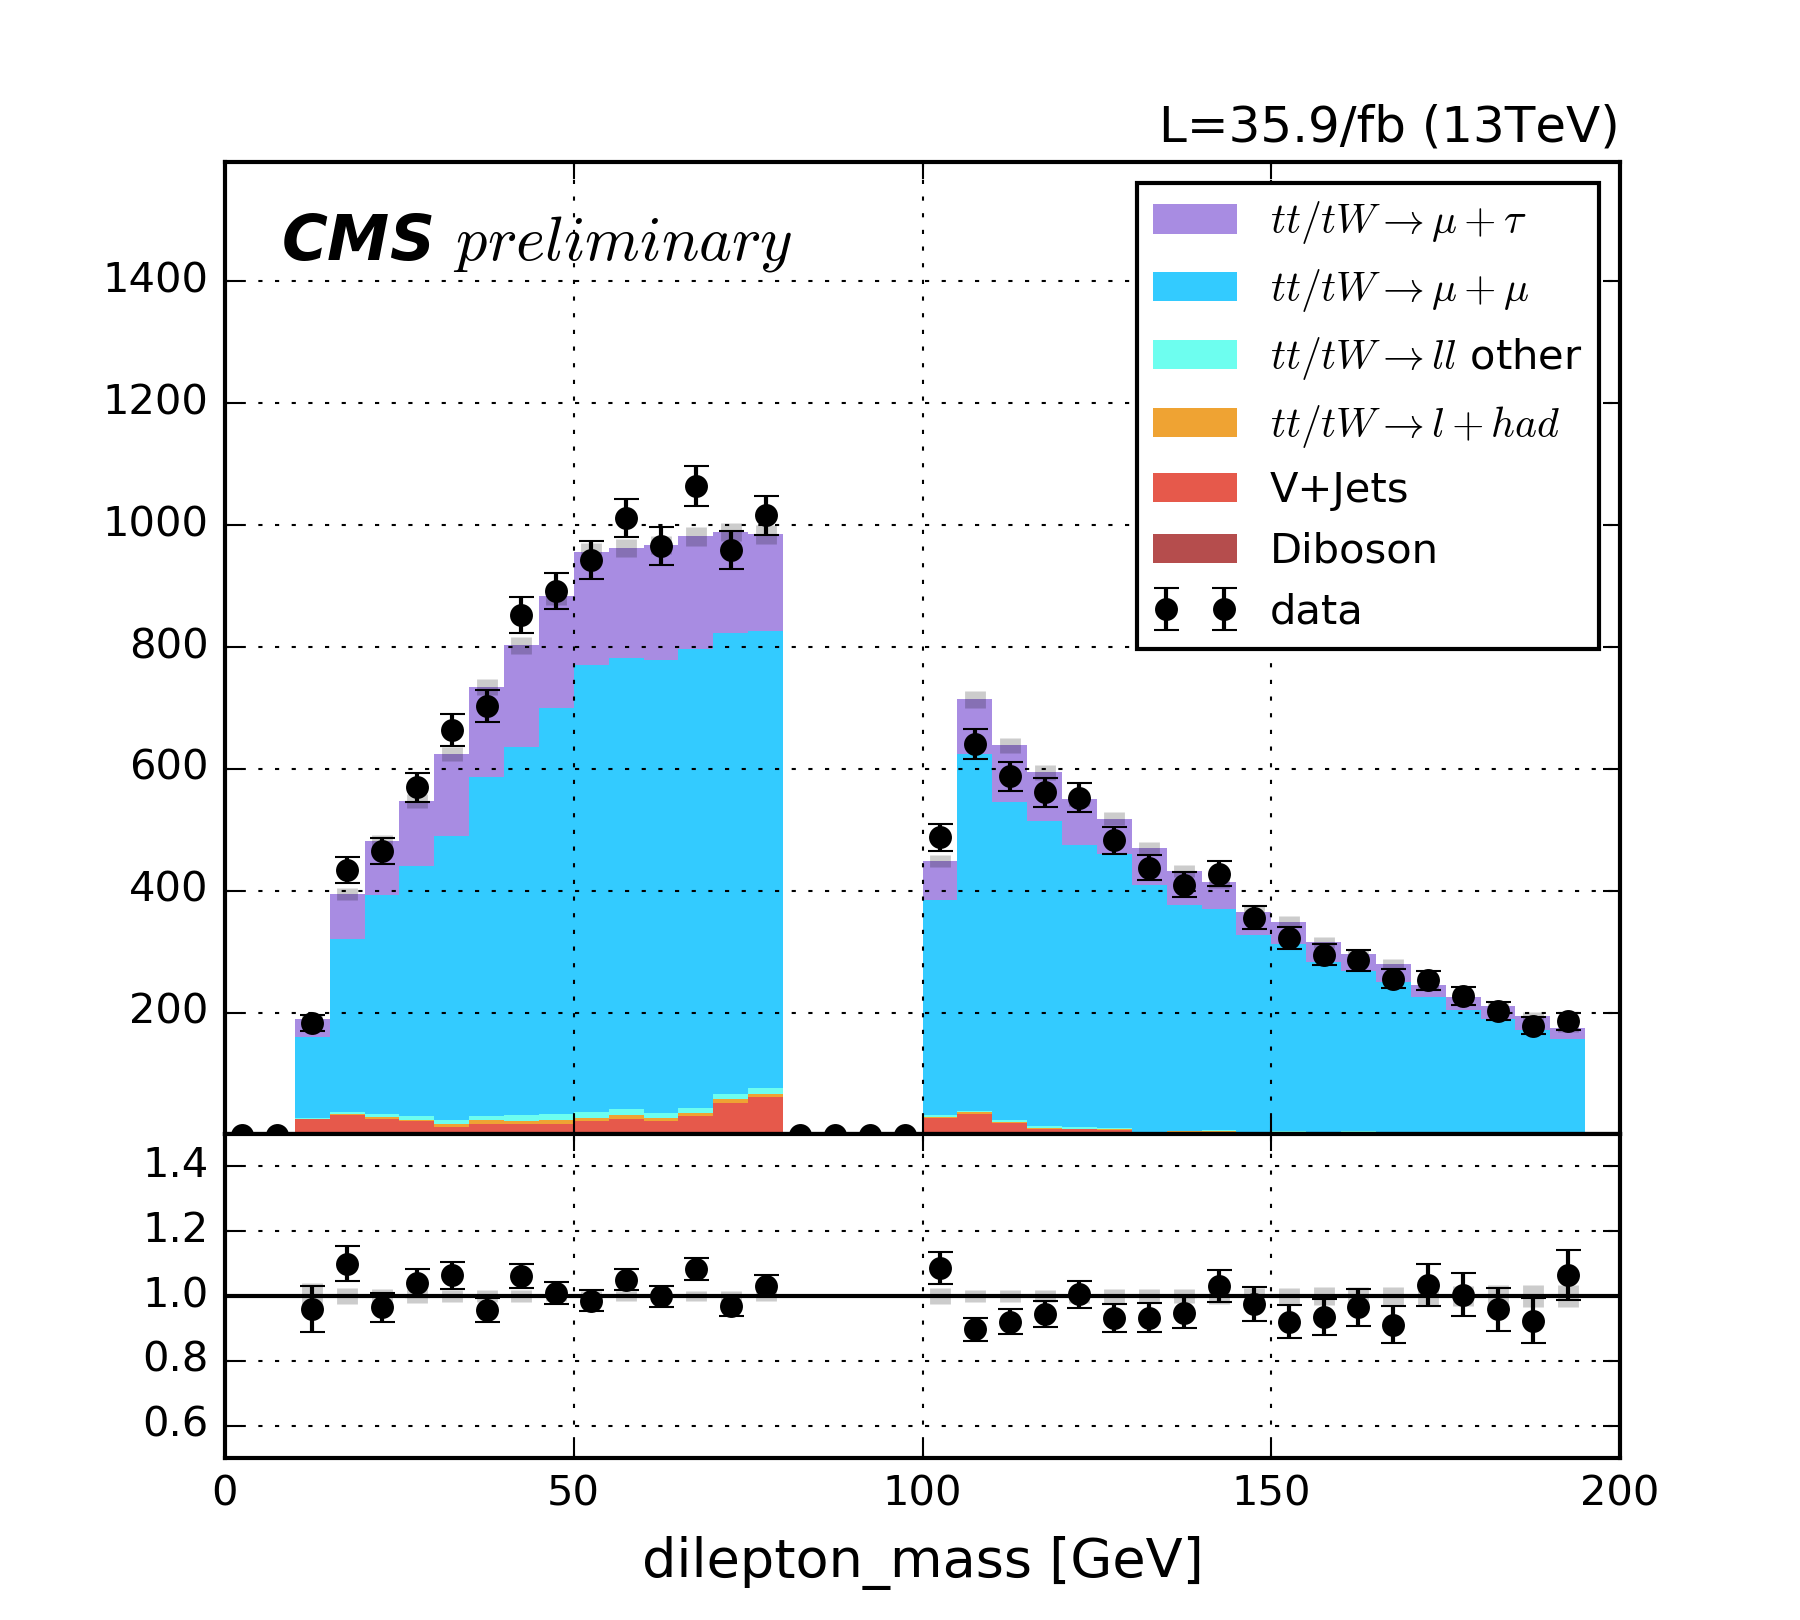 L=35.9/fb (13TeV)
CMS preliminary
tt/tW→μ+τ
tt/tW→μ+μ
tt/tW→ll other
tt/tW→l+had
V+Jets
Diboson
data
1400
1200
1000
800
600
400
200
1.4
1.2
1.0
0.8
0.6
0 50 100 150 200
dilepton_mass [GeV]